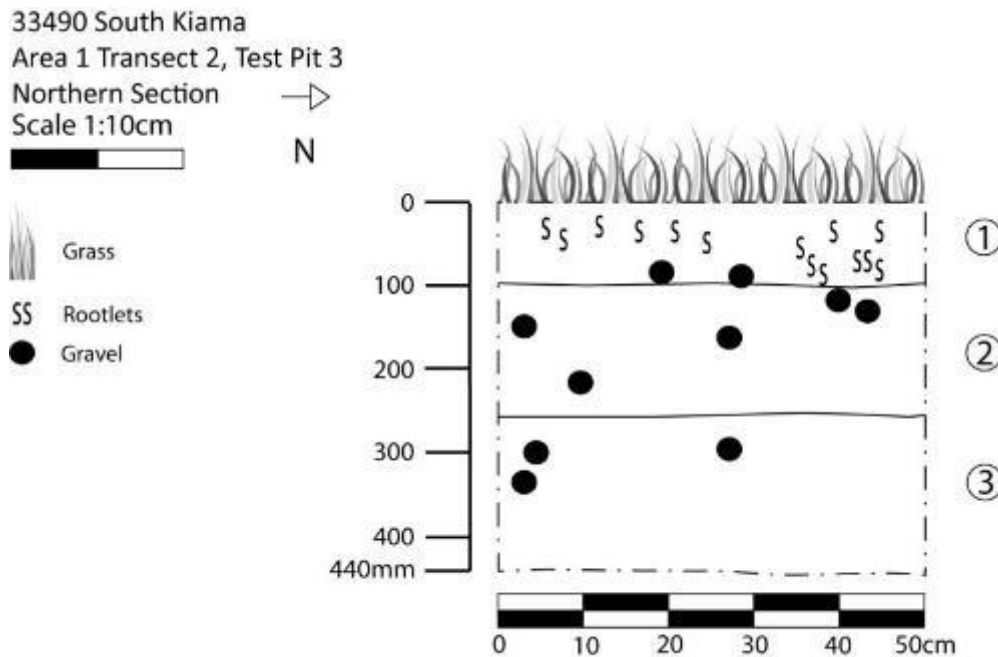 33490 South Kiama
Area 1 Transect 2, Test Pit 3
Northern Section
Scale 1:10cm
N
Grass
SS Rootlets
Gravel
0
100
200
300
400
440mm
1
2
3
0 10 20 30 40 50cm